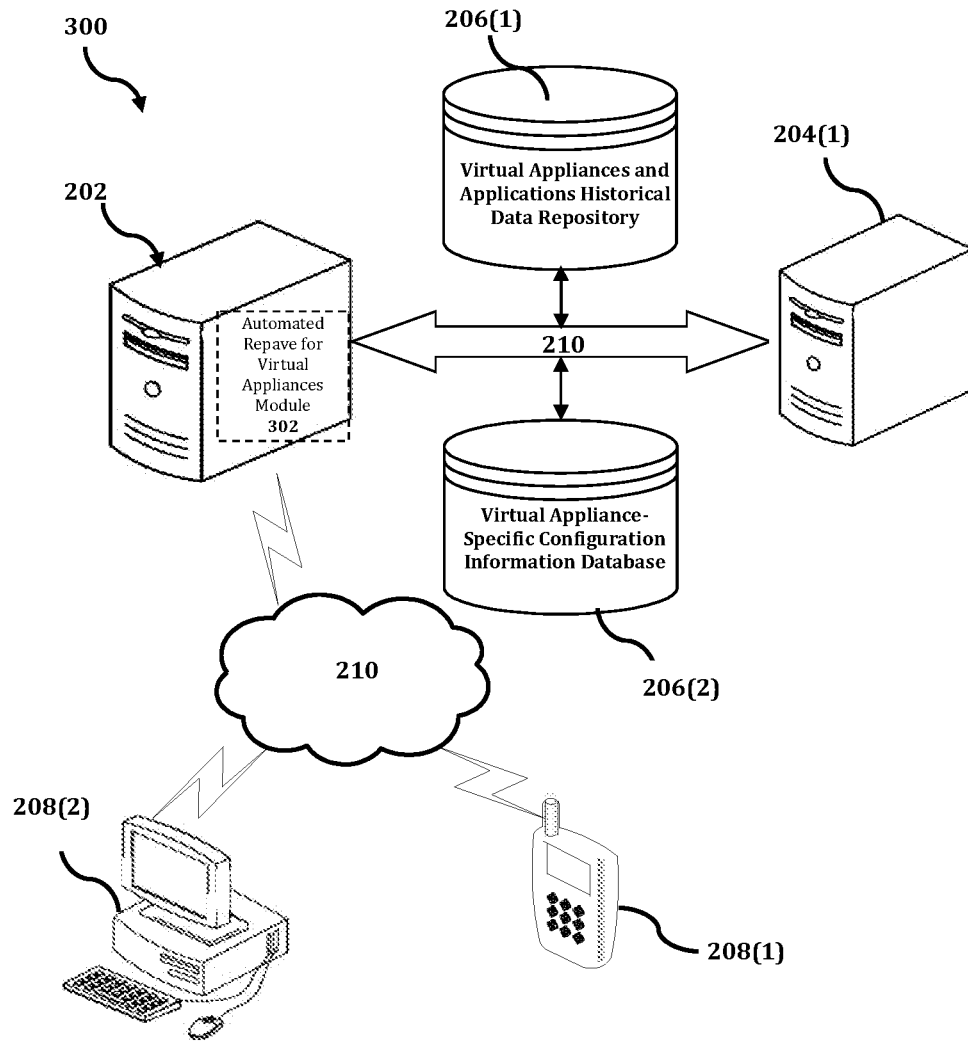 300
206(1)
204(1)
202
Virtual Appliances and
Applications Historical
Data Repository
Automated
Repave for
Virtual
Appliances
Module
302
210
Virtual Appliance-
Specific Configuration
Information Database
210
206(2)
208(2)
208(1)